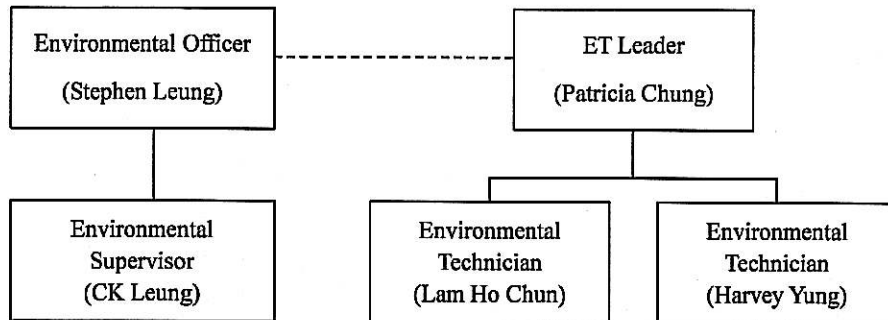 Environmental Officer
(Stephen Leung)
ET Leader
(Patricia Chung)
Environmental
Supervisor
(CK Leung)
Environmental
Technician
(Lam Ho Chun)
Environmental
Technician
(Harvey Yung)